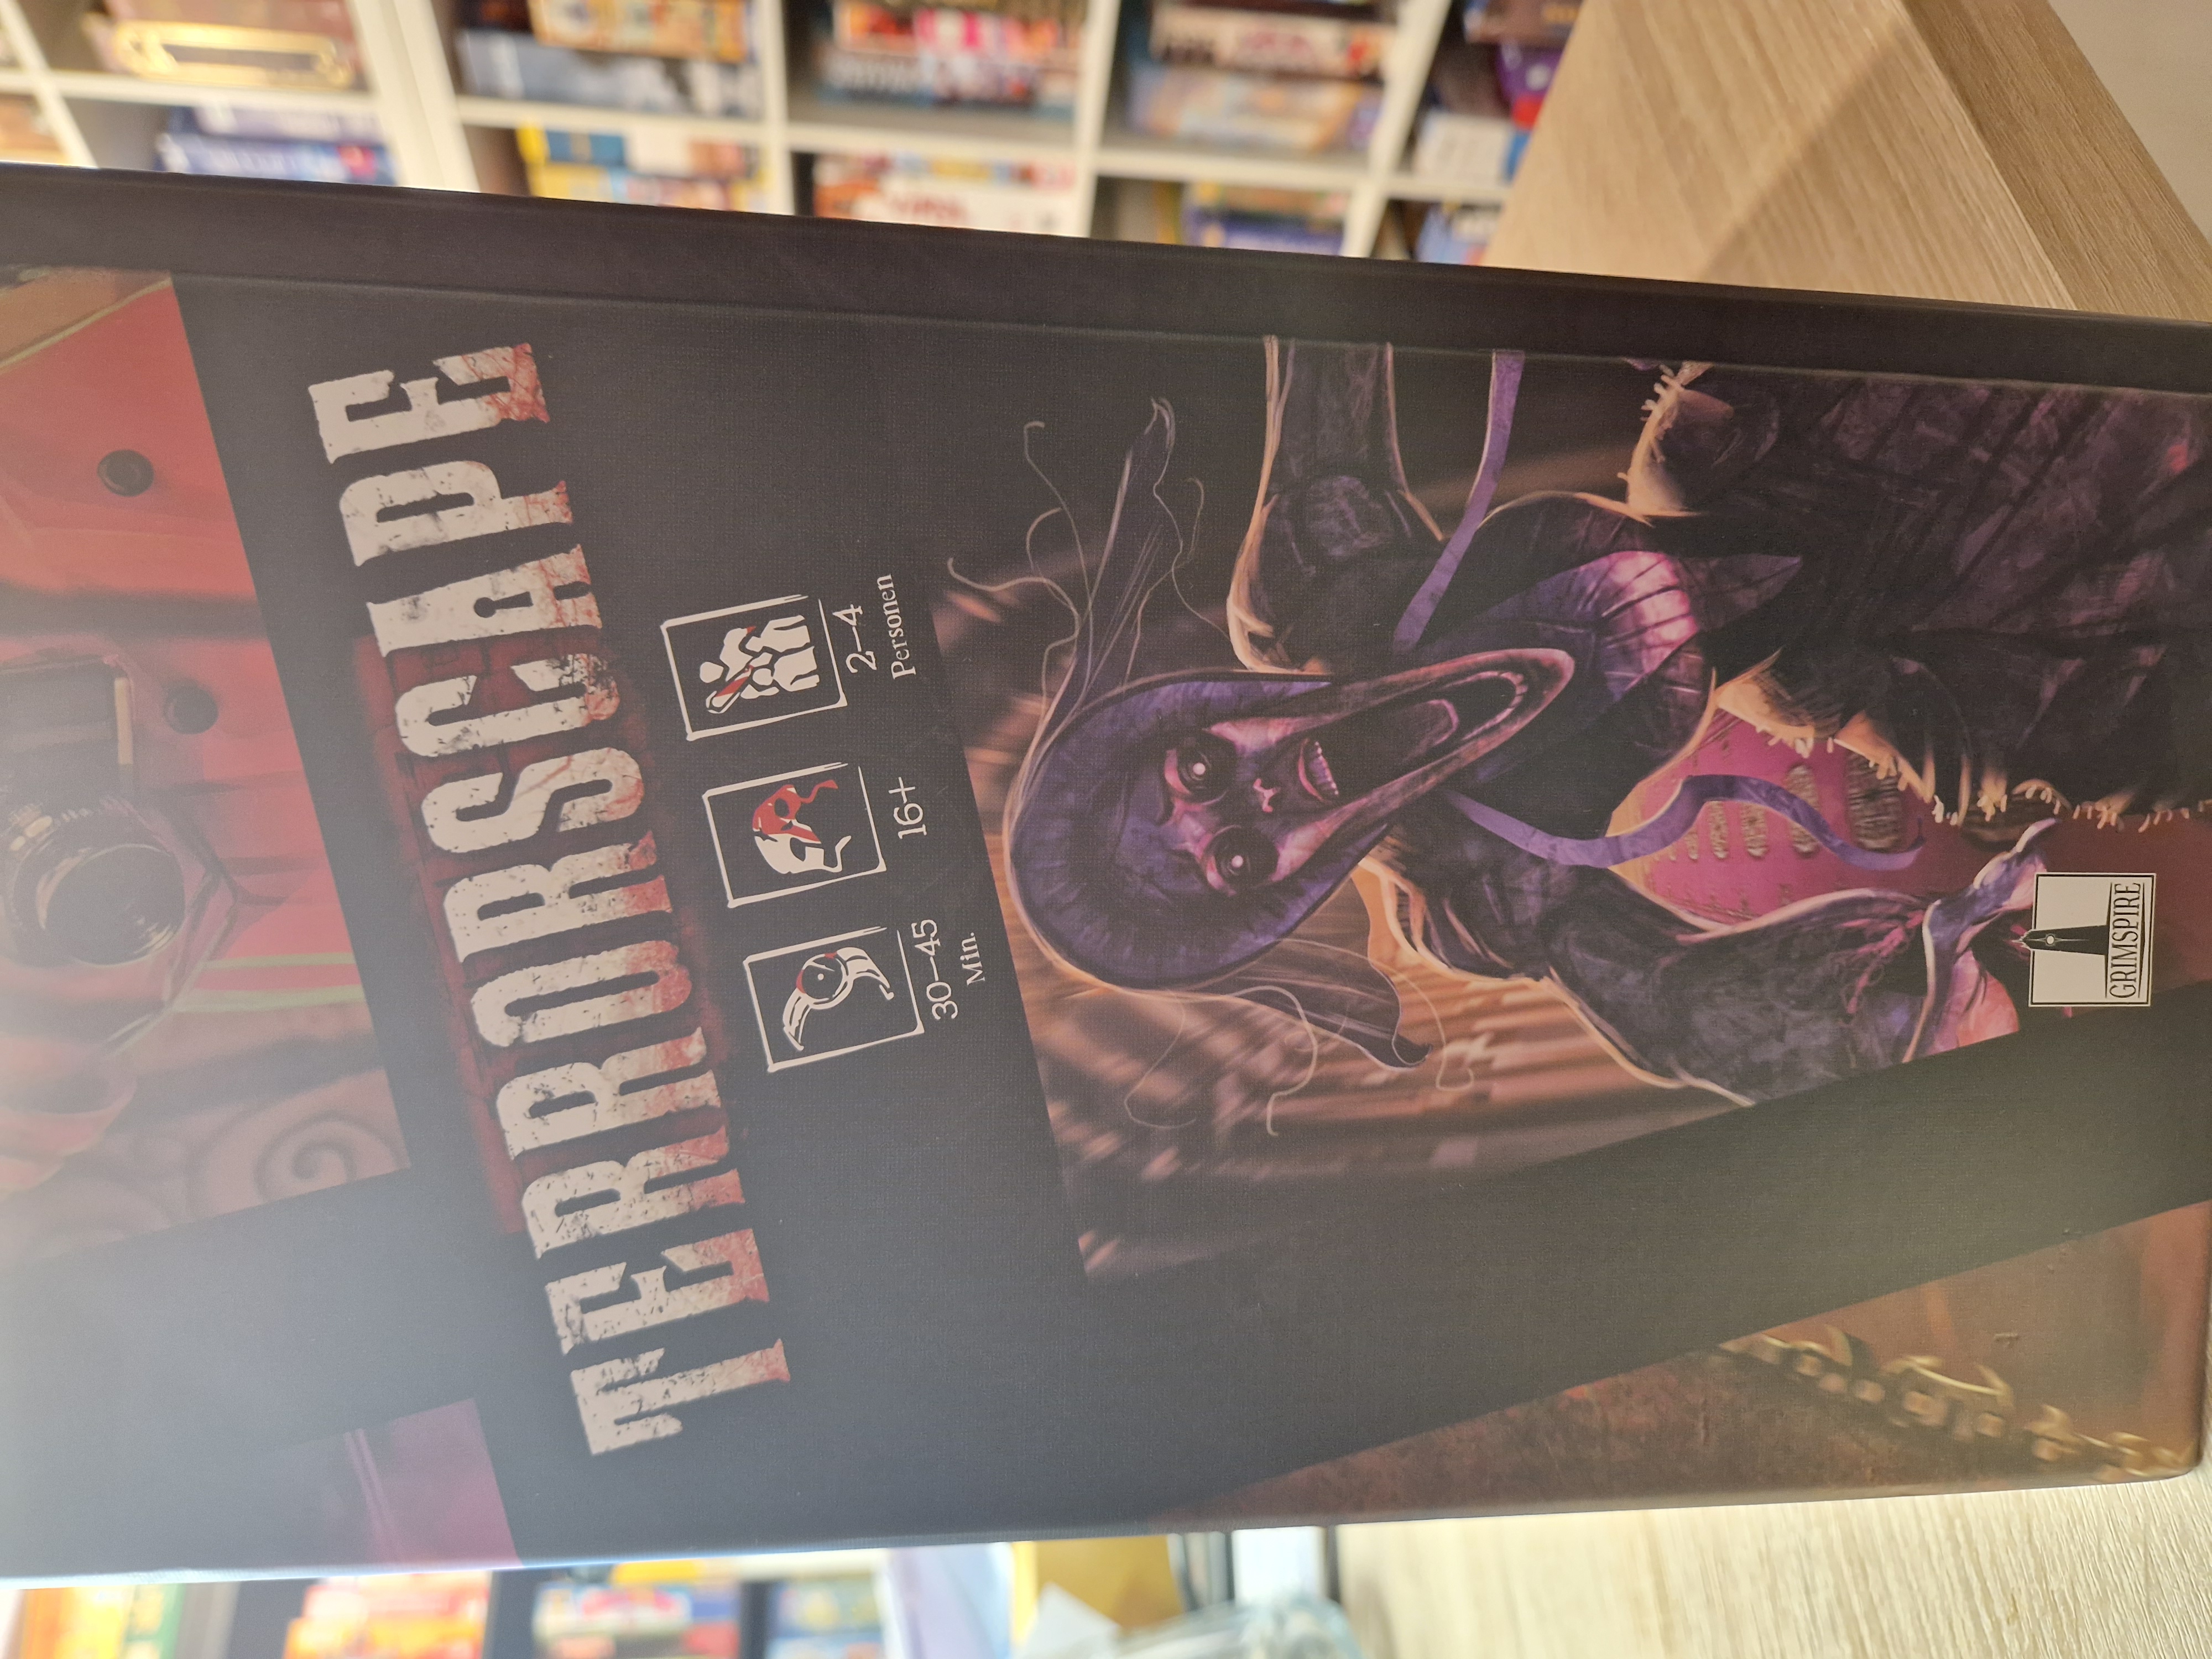 TERRORSCAPE
30–45
Min.
16+
2–4
Personen
GRIMSPIRE